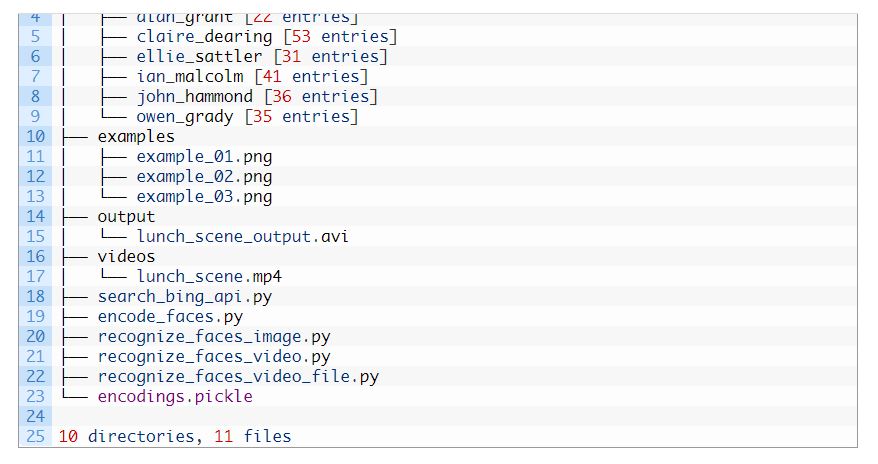 4 │   ├── alan_grant [22 entries]
5 │   ├── claire_dearing [53 entries]
6 │   ├── ellie_sattler [31 entries]
7 │   ├── ian_malcolm [41 entries]
8 │   ├── john_hammond [36 entries]
9 │   └── owen_grady [35 entries]
10 ├── examples
11 │   ├── example_01.png
12 │   ├── example_02.png
13 │   └── example_03.png
14 ├── output
15 │   └── lunch_scene_output.avi
16 ├── videos
17 │   └── lunch_scene.mp4
18 ├── search_bing_api.py
19 ├── encode_faces.py
20 ├── recognize_faces_image.py
21 ├── recognize_faces_video.py
22 ├── recognize_faces_video_file.py
23 └── encodings.pickle
24
25 10 directories, 11 files